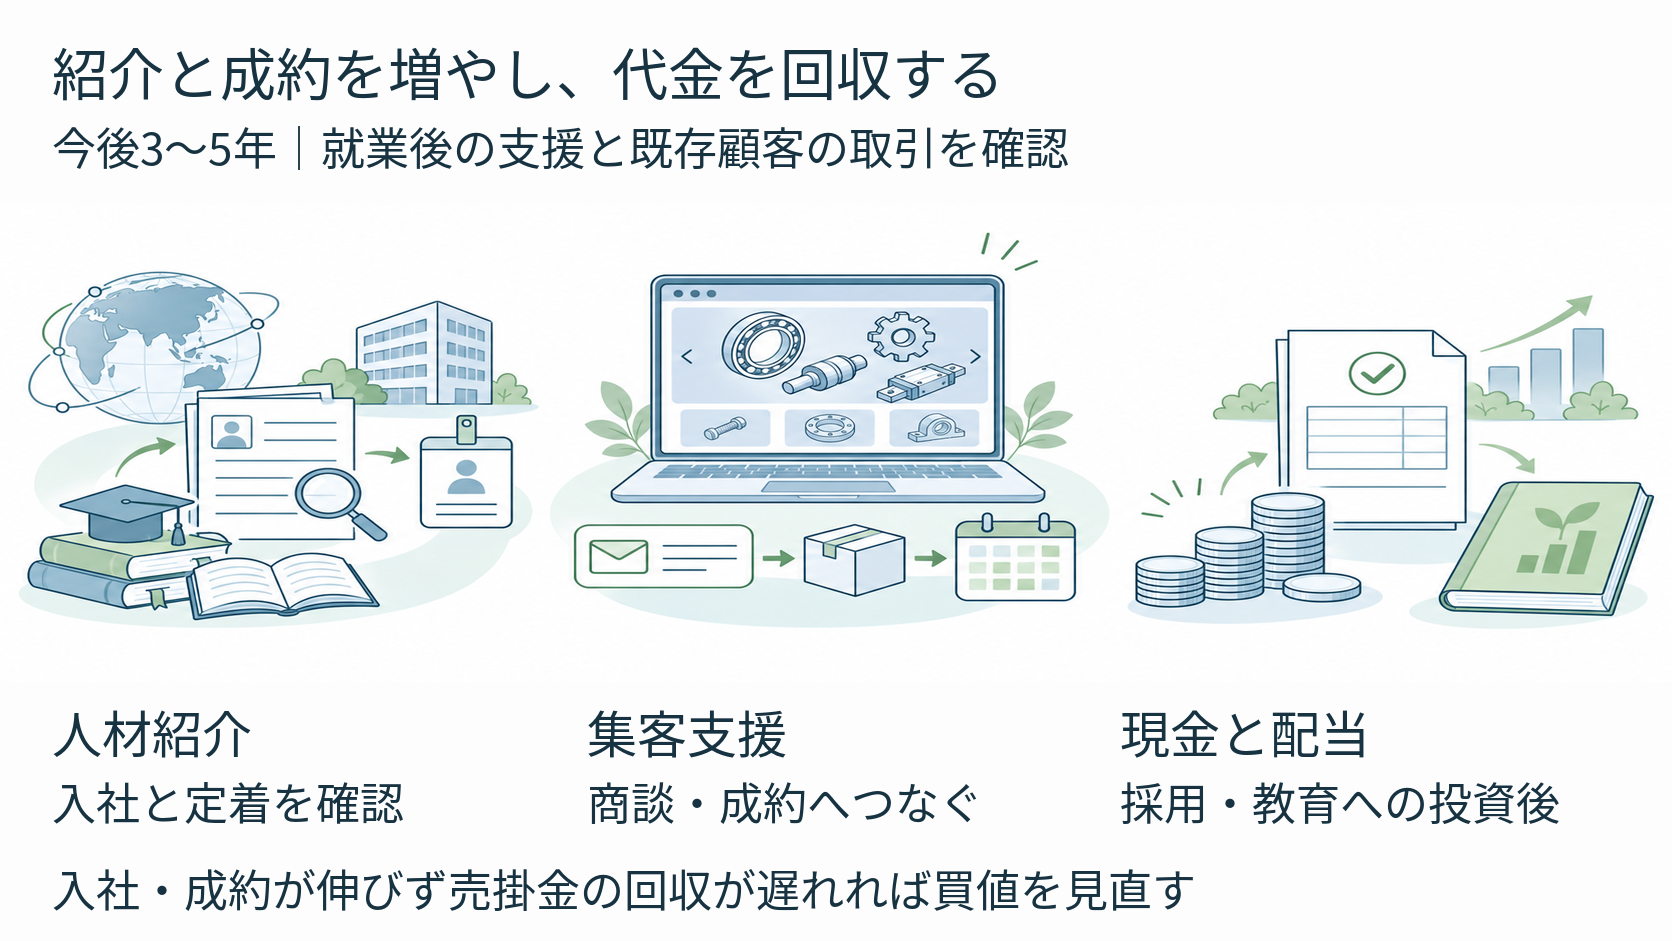 紹介と成約を増やし、代金を回収する
今後3〜5年｜就業後の支援と既存顧客の取引を確認
人材紹介
入社と定着を確認
集客支援
商談・成約へつなぐ
現金と配当
採用・教育への投資後
入社・成約が伸びず売掛金の回収が遅れれば買値を見直す